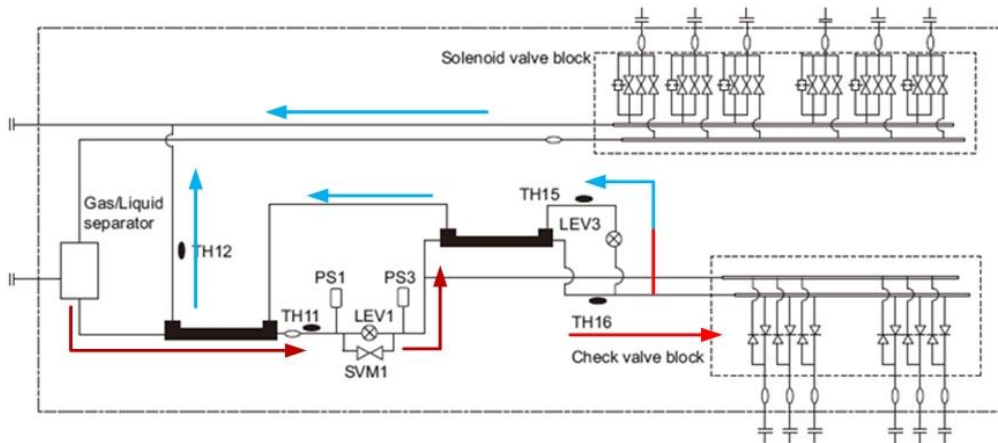 Solenoid valve block
Gas/Liquid
separator
TH12
TH15
LEV3
PS1
PS3
TH11
LEV1
TH16
SVM1
Check valve block